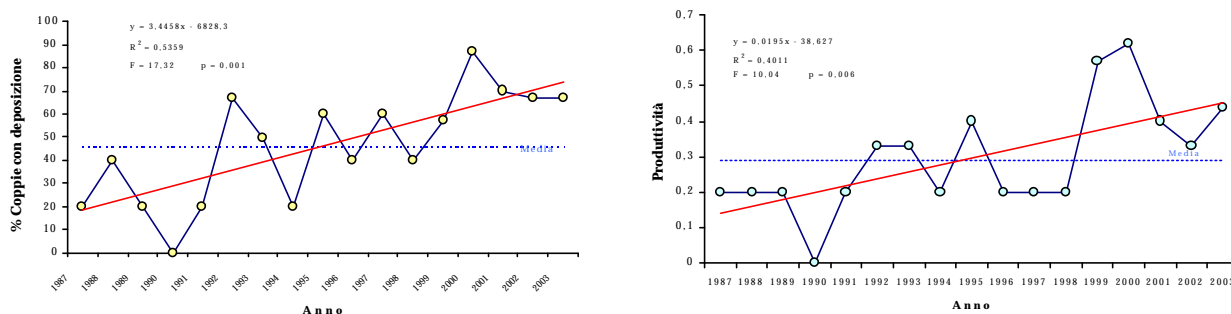 y = 3,4458x - 6828,3
R² = 0,5359
F = 17,32 p = 0,001
% Coppie con deposizione
100
90
80
70
60
50
40
30
20
10
0
Media
1987 1988 1989 1990 1991 1992 1993 1994 1995 1996 1997 1998 1999 2000 2001 2002 2003
Anno
y = 0,0195x - 38,627
R² = 0,4011
F = 10,04 p = 0,006
Produttività
0,7
0,6
0,5
0,4
0,3
0,2
0,1
0
Media
1987 1988 1989 1990 1991 1992 1993 1994 1995 1996 1997 1998 1999 2000 2001 2002 2003
Anno